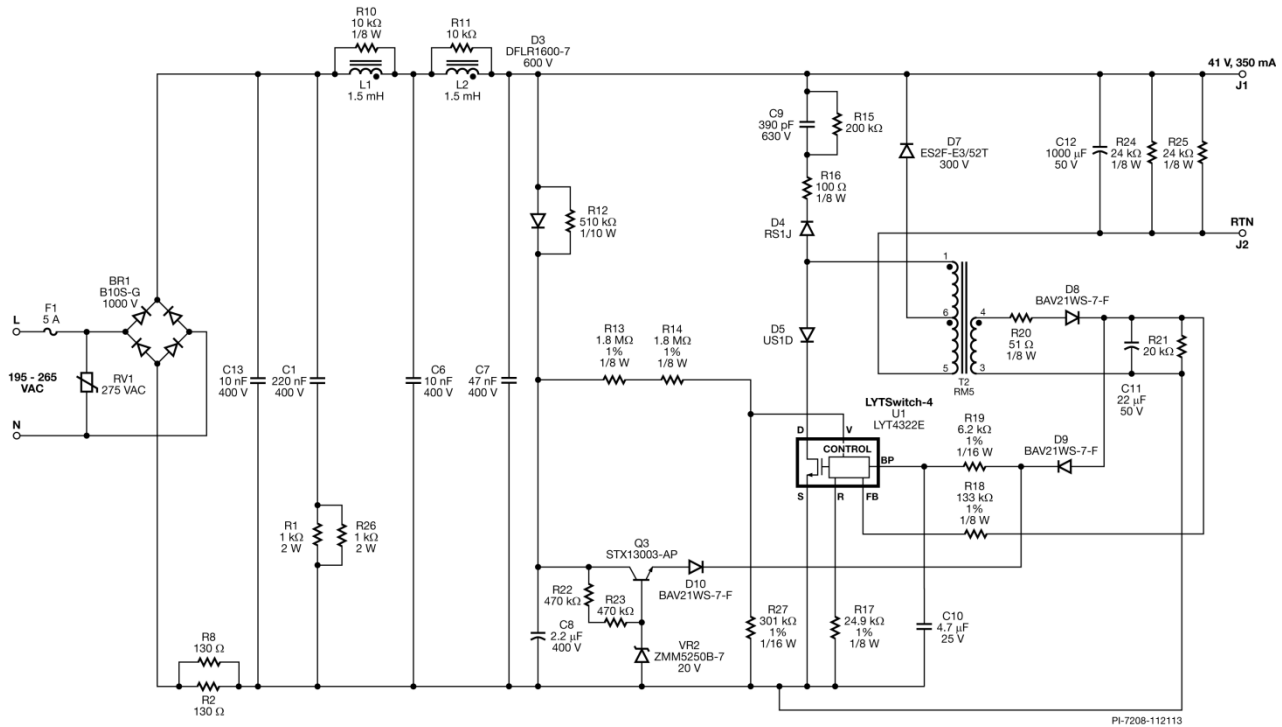 R10
10 kΩ
1/8 W
L1
1.5 mH
R11
10 kΩ
L2
1.5 mH
D3
DFLR1600-7
600 V
41 V, 350 mA
J1
C9
390 pF
630 V
R15
200 kΩ
R16
100 Ω
1/8 W
D4
RS1J
D7
ES2F-E3/52T
300 V
C12
1000 µF
50 V
R24
24 kΩ
1/8 W
R25
24 kΩ
1/8 W
RTN
J2
R12
510 kΩ
1/10 W
BR1
B10S-G
1000 V
F1
5 A
L
195 - 265
VAC
N
RV1
275 VAC
C13
10 nF
400 V
C1
220 nF
400 V
C6
10 nF
400 V
C7
47 nF
400 V
R13
1.8 MΩ
1%
1/8 W
R14
1.8 MΩ
1%
1/8 W
D5
US1D
1
6
5
4
3
T2
RM5
R20
51 Ω
1/8 W
D8
BAV21WS-7-F
R21
20 kΩ
C11
22 µF
50 V
LYTSwitch-4
U1
LYT4322E
D
V
CONTROL
BP
S
R
FB
R19
6.2 kΩ
1%
1/16 W
D9
BAV21WS-7-F
R18
133 kΩ
1%
1/8 W
R1
1 kΩ
2 W
R26
1 kΩ
2 W
Q3
STX13003-AP
D10
BAV21WS-7-F
R22
470 kΩ
R23
470 kΩ
C8
2.2 µF
400 V
VR2
ZMM5250B-7
20 V
R27
301 kΩ
1%
1/16 W
R17
24.9 kΩ
1%
1/8 W
C10
4.7 µF
25 V
R8
130 Ω
R2
130 Ω
PI-7208-112113